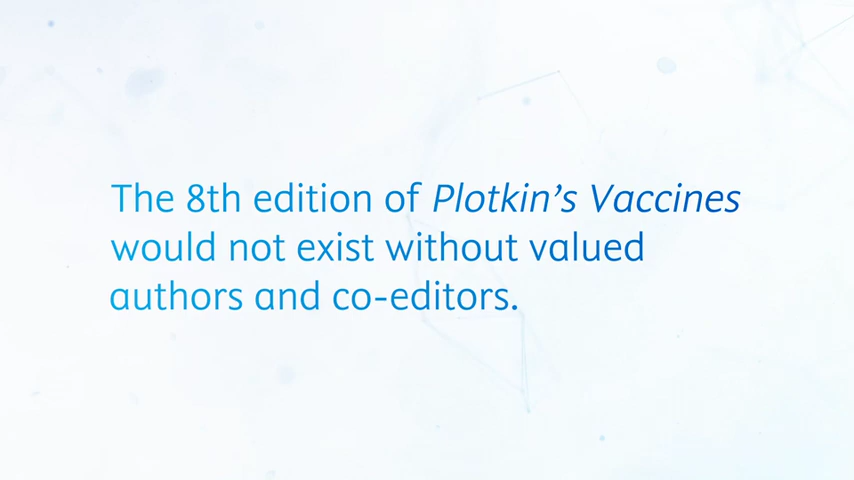 The 8th edition of Plotkin’s Vaccines
would not exist without valued
authors and co-editors.